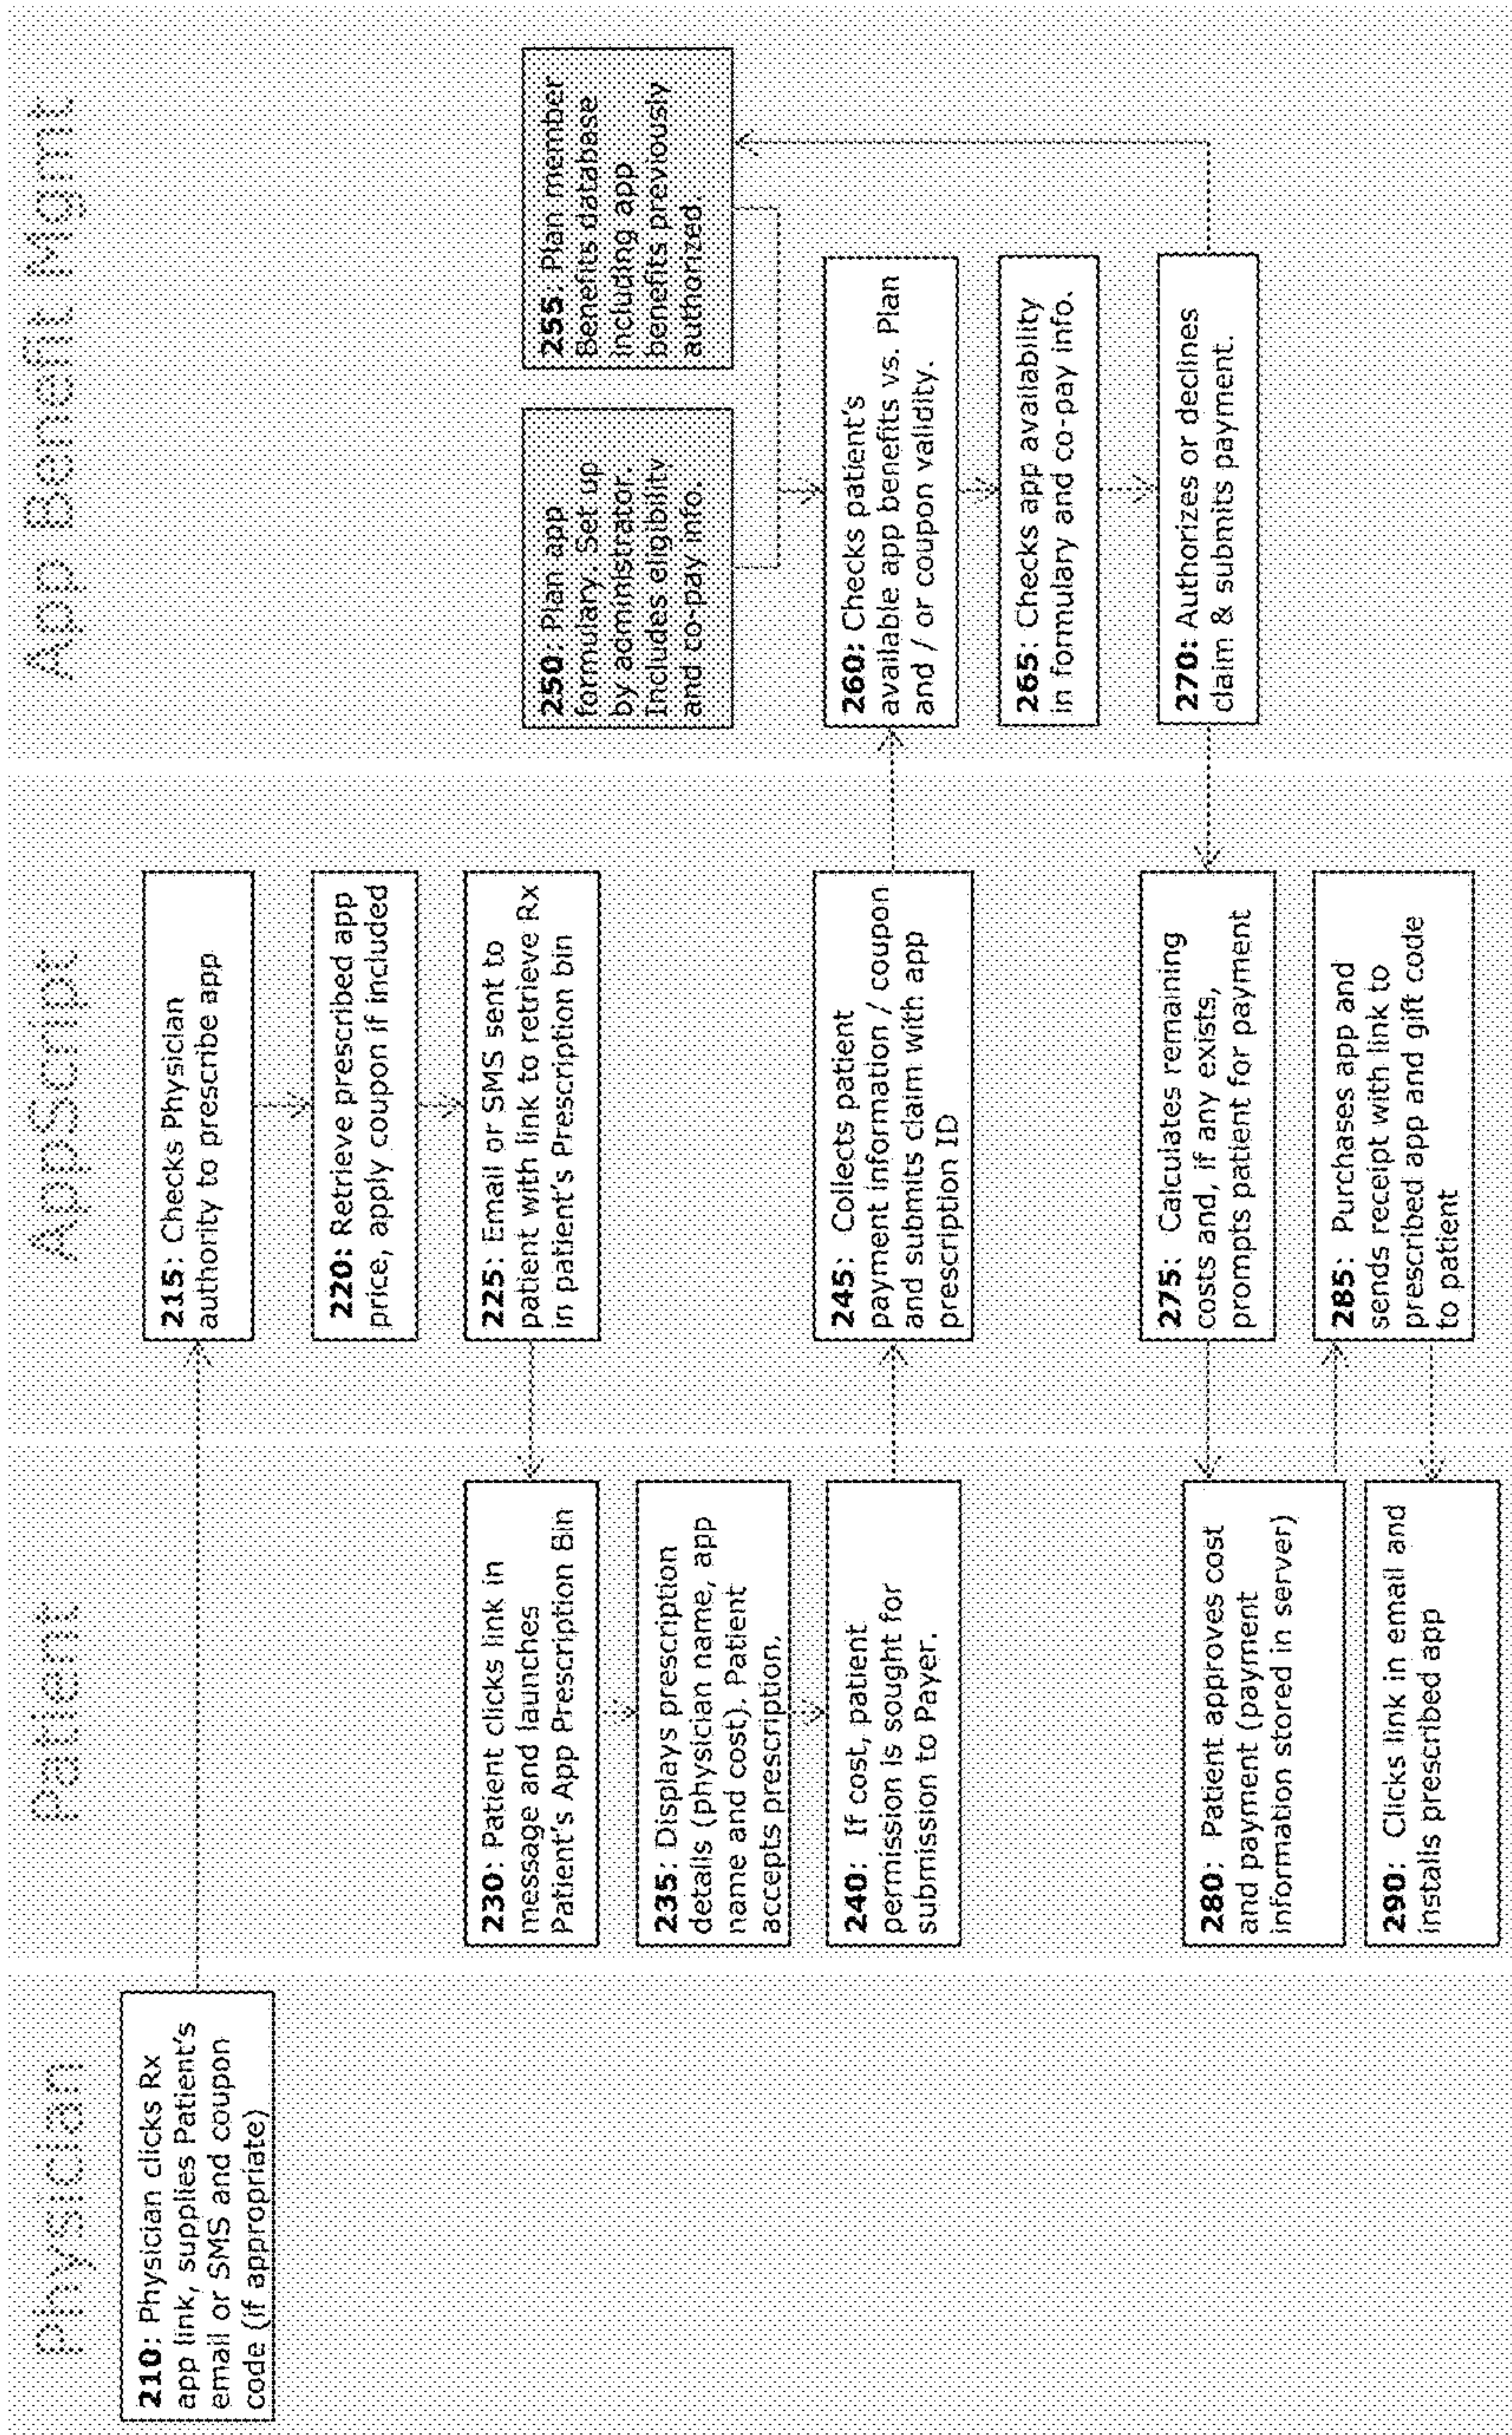 Physician
Patient
AppScript
App Benefit Mgmt
210: Physician clicks Rx
app link, supplies Patient's
email or SMS and coupon
code (if appropriate)
215: Checks Physician
authority to prescribe app
220: Retrieve prescribed app
price, apply coupon if included
225: Email or SMS sent to
patient with link to retrieve Rx
in patient's Prescription bin
230: Patient clicks link in
message and launches
Patient's App Prescription Bin
235: Displays prescription
details (physician name, app
name and cost). Patient
accepts prescription.
240: If cost, patient
permission is sought for
submission to Payer.
245: Collects patient
payment information / coupon
and submits claim with app
prescription ID
250: Plan app
formulary. Set up
by administrator.
Includes eligibility
and co-pay info.
255: Plan member
Benefits database
including app
benefits previously
authorized.
260: Checks patient's
available app benefits vs. Plan
and / or coupon validity.
265: Checks app availability
in formulary and co-pay info.
270: Authorizes or declines
claim & submits payment.
275: Calculates remaining
costs and, if any exists,
prompts patient for payment
280: Patient approves cost
and payment (payment
information stored in server)
285: Purchases app and
sends receipt with link to
prescribed app and gift code
to patient
290: Clicks link in email and
installs prescribed app